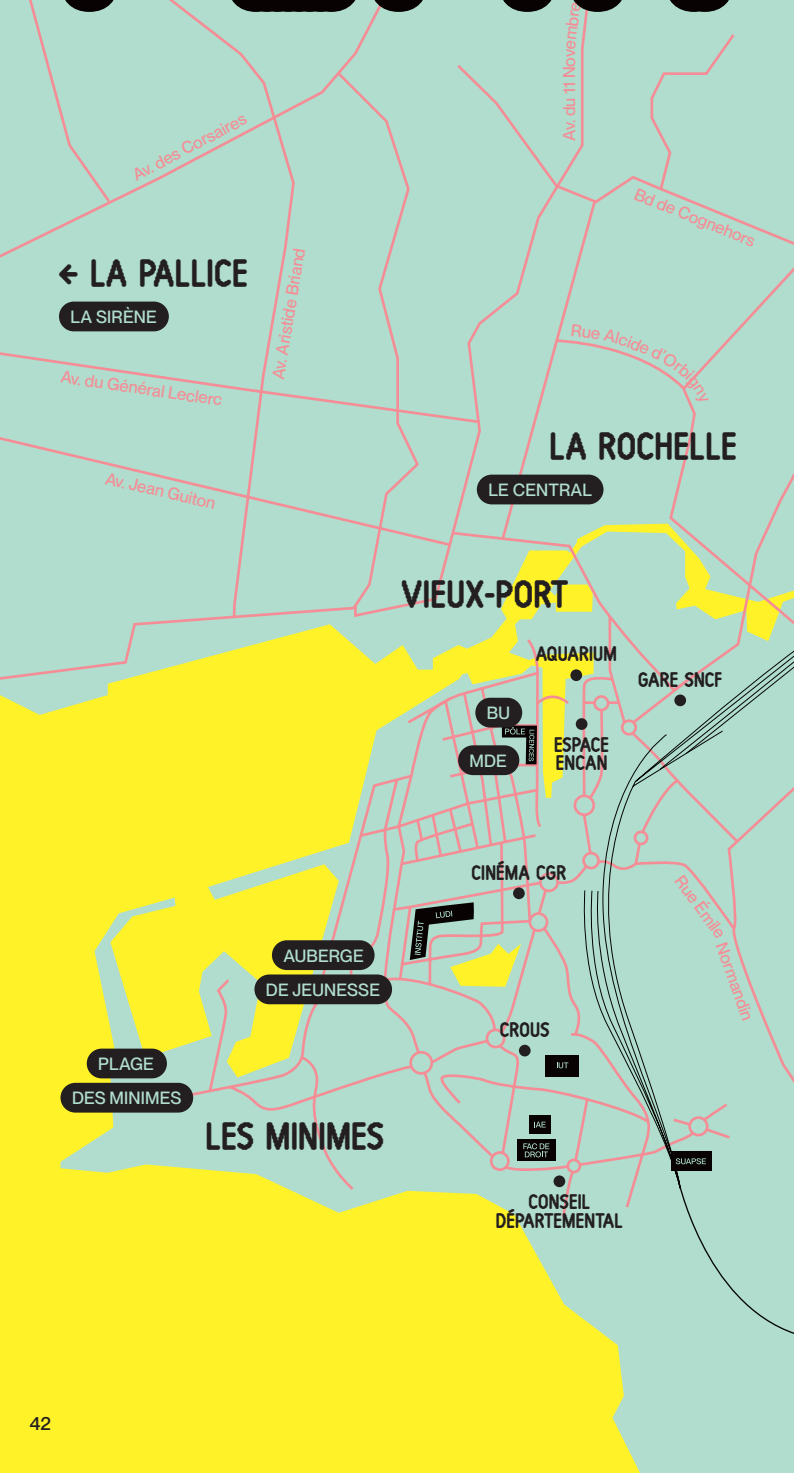 Av. du 11 Novembre
Av. des Corsaires
Bd de Cognehors
← LA PALLICE
LA SIRÈNE
Av. Aristide Briand
Rue Alcide d'Orbigny
Av. du Général Leclerc
LA ROCHELLE
Av. Jean Guiton
LE CENTRAL
VIEUX-PORT
AQUARIUM
GARE SNCF
BU
PÔLE
LICENCES
ESPACE
ENCAN
MDE
CINÉMA CGR
LUDI
INSTITUT
Rue Émile Normandin
AUBERGE
DE JEUNESSE
CROUS
IUT
PLAGE
DES MINIMES
LES MINIMES
IAE
FAC DE
DROIT
SUAPSE
CONSEIL
DÉPARTEMENTAL
42